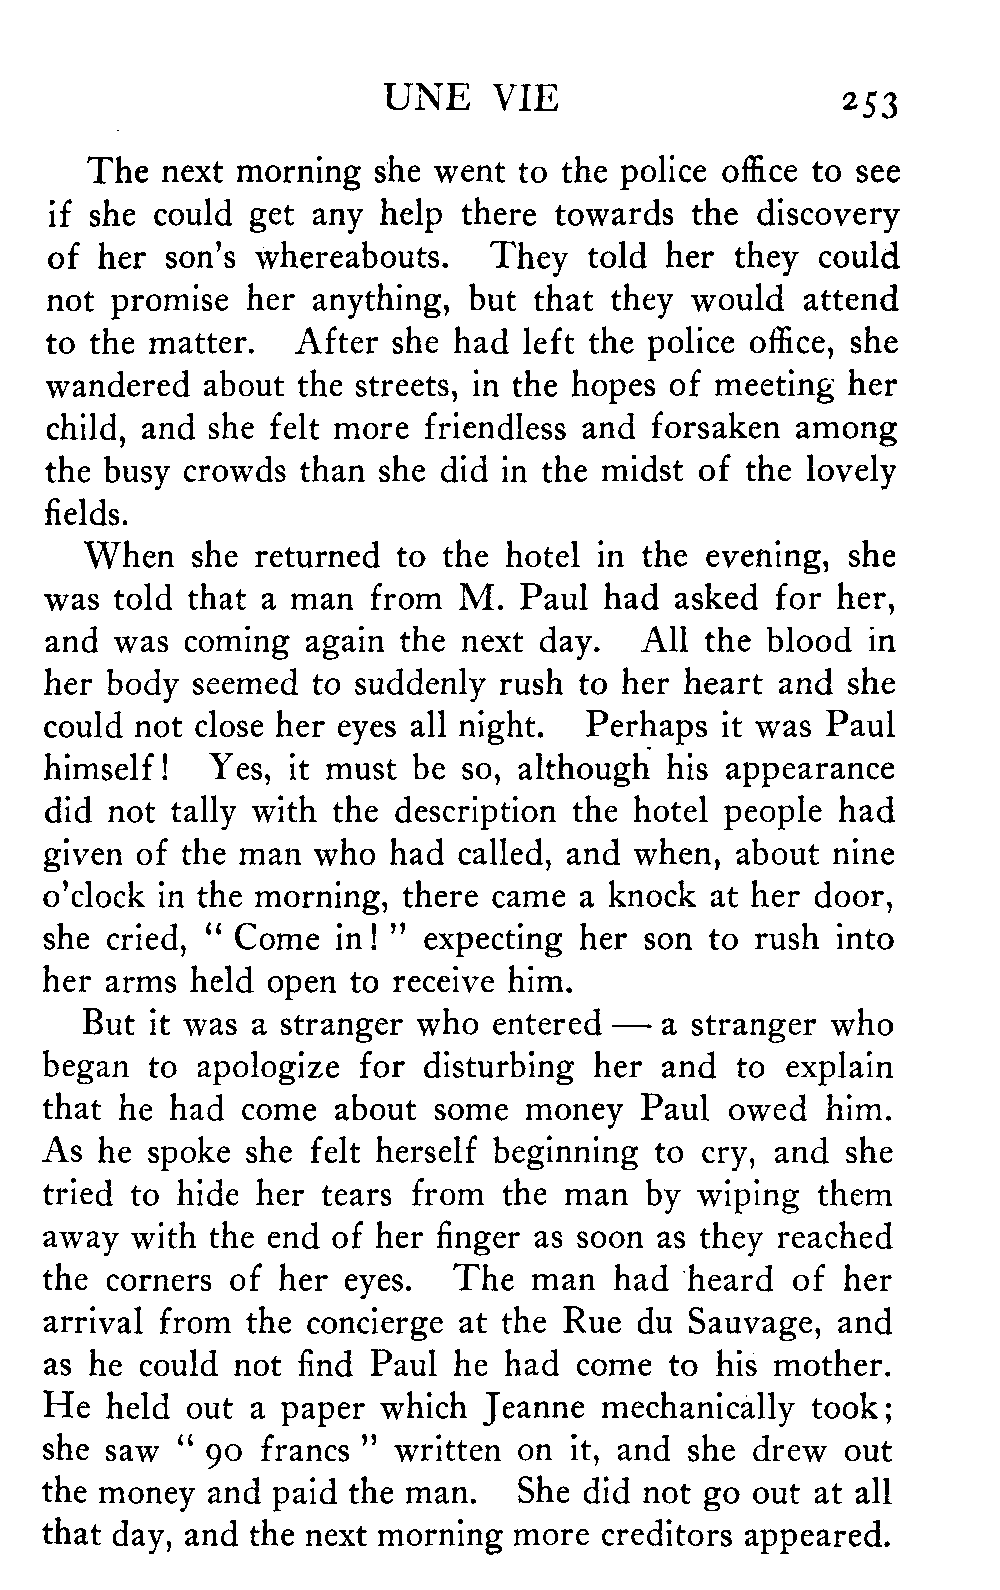 UNE VIE 253
The next morning she went to the police office to see
if she could get any help there towards the discovery
of her son's whereabouts. They told her they could
not promise her anything, but that they would attend
to the matter. After she had left the police office, she
wandered about the streets, in the hopes of meeting her
child, and she felt more friendless and forsaken among
the busy crowds than she did in the midst of the lovely
fields.
When she returned to the hotel in the evening, she
was told that a man from M. Paul had asked for her,
and was coming again the next day. All the blood in
her body seemed to suddenly rush to her heart and she
could not close her eyes all night. Perhaps it was Paul
himself! Yes, it must be so, although his appearance
did not tally with the description the hotel people had
given of the man who had called, and when, about nine
o'clock in the morning, there came a knock at her door,
she cried, "Come in!" expecting her son to rush into
her arms held open to receive him.
But it was a stranger who entered — a stranger who
began to apologize for disturbing her and to explain
that he had come about some money Paul owed him.
As he spoke she felt herself beginning to cry, and she
tried to hide her tears from the man by wiping them
away with the end of her finger as soon as they reached
the corners of her eyes. The man had heard of her
arrival from the concierge at the Rue du Sauvage, and
as he could not find Paul he had come to his mother.
He held out a paper which Jeanne mechanically took;
she saw "90 francs" written on it, and she drew out
the money and paid the man. She did not go out at all
that day, and the next morning more creditors appeared.